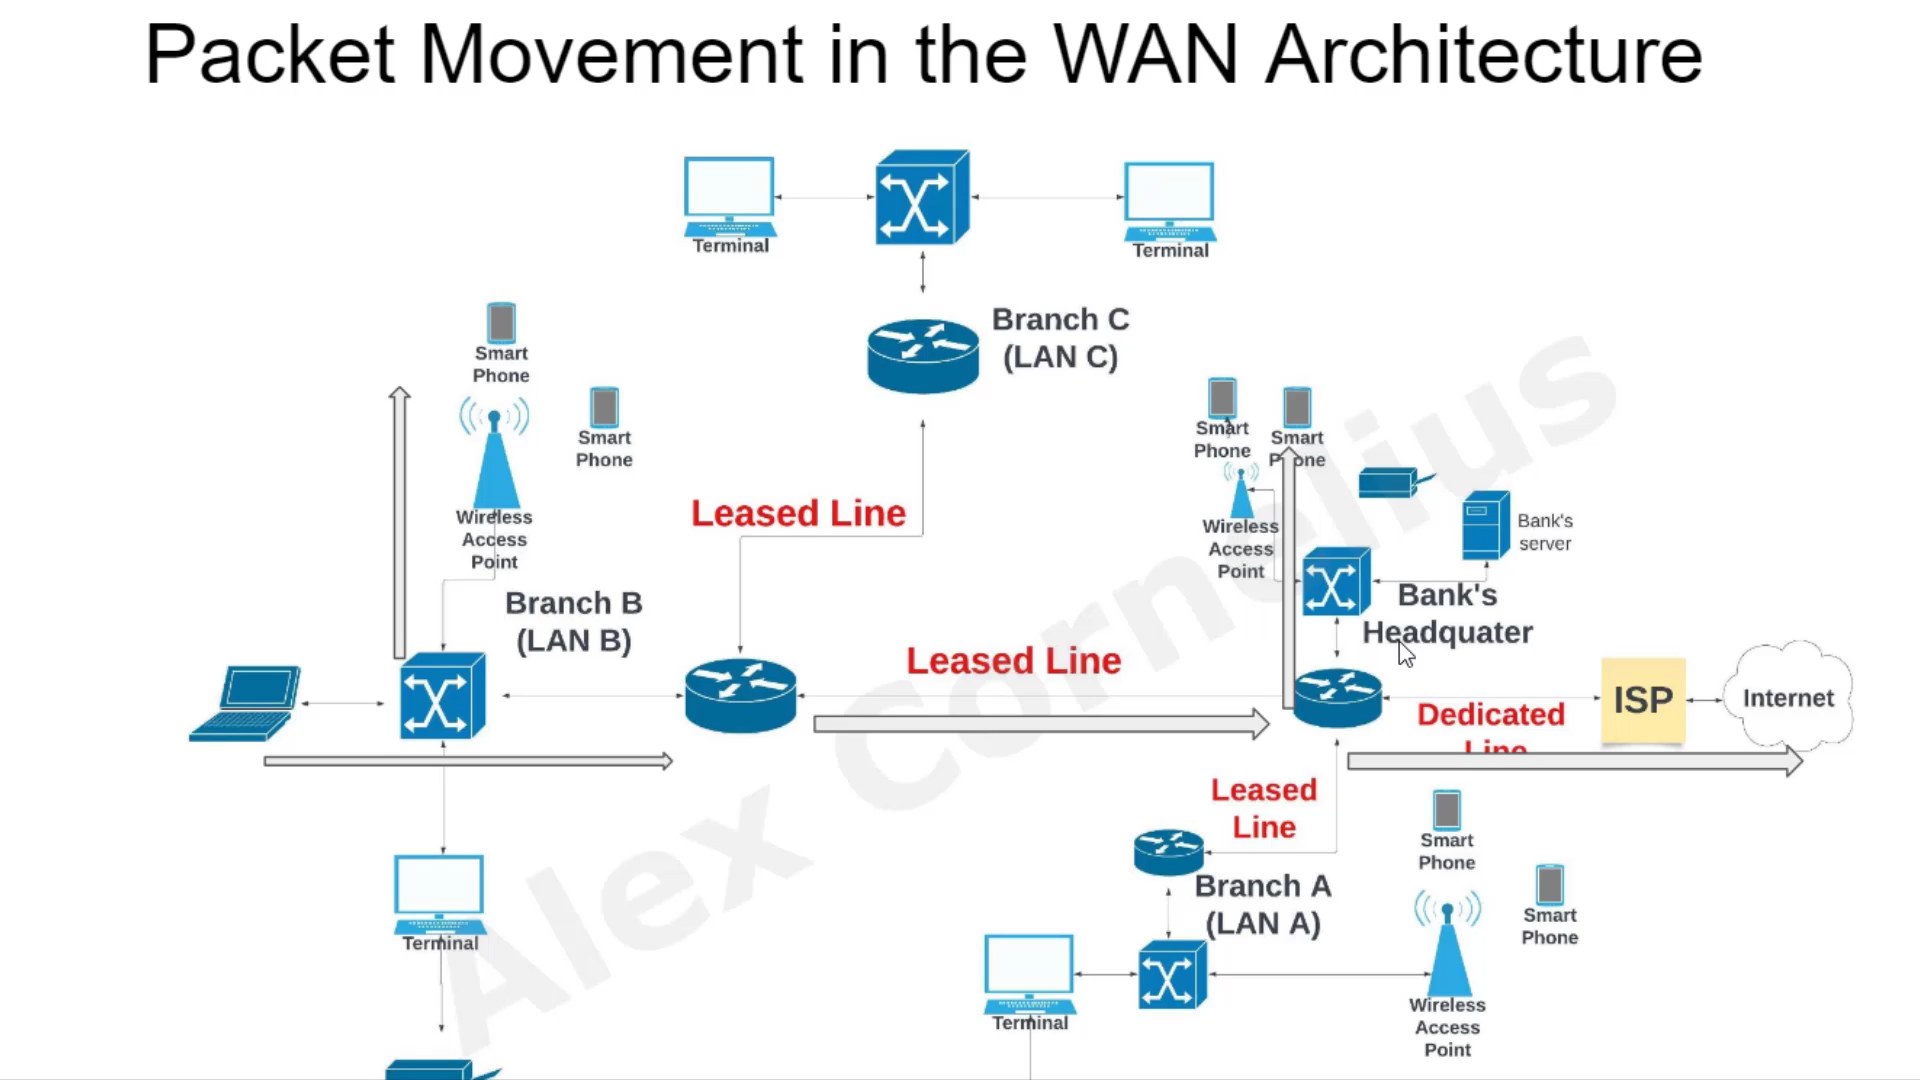 Packet Movement in the WAN Architecture
Terminal
Terminal
Branch C
(LAN C)
Smart
Phone
Smart
Phone
Wireless
Access
Point
Leased Line
Smart
Phone
Smart
Phone
Wireless
Access
Point
Bank's
server
Branch B
(LAN B)
Leased Line
Bank's
Headquater
ISP
Internet
Dedicated
Line
Leased
Line
Terminal
Branch A
(LAN A)
Smart
Phone
Smart
Phone
Terminal
Wireless
Access
Point
Alex Cornelius